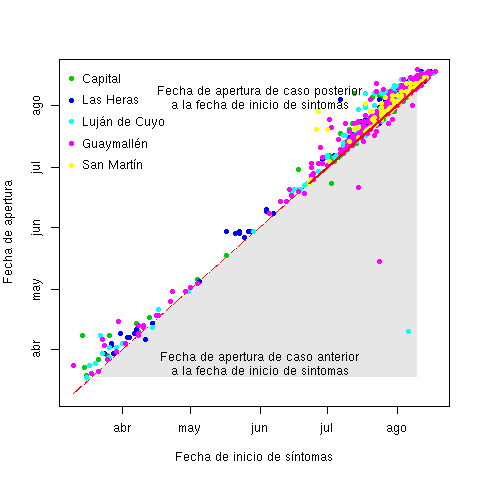 Capital
Las Heras
Luján de Cuyo
Guaymallén
San Martín
Fecha de apertura de caso posterior
a la fecha de inicio de sintomas
Fecha de apertura de caso anterior
a la fecha de inicio de sintomas
ago
jul
jun
may
abr
Fecha de apertura
abr may jun jul ago
Fecha de inicio de síntomas